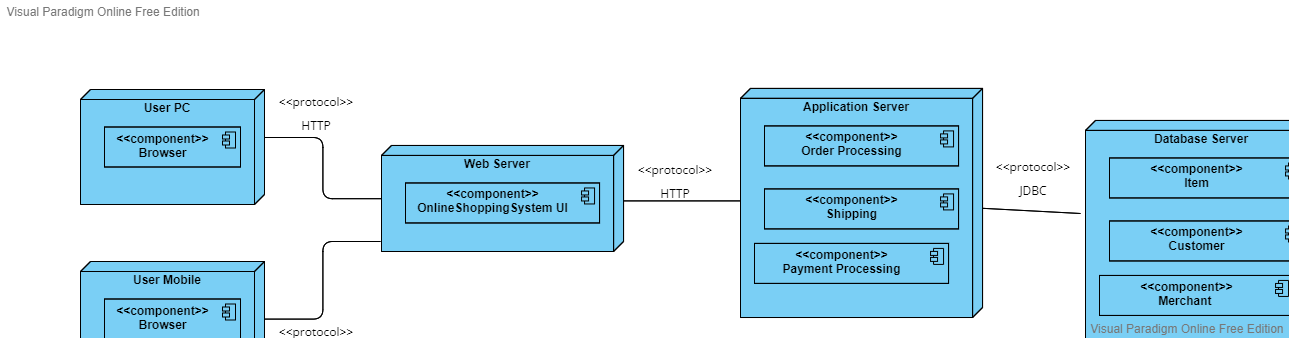 Visual Paradigm Online Free Edition
User PC
<<component>>
Browser
<<protocol>>
HTTP
User Mobile
<<component>>
Browser
<<protocol>>
Web Server
<<component>>
OnlineShoppingSystem UI
<<protocol>>
HTTP
Application Server
<<component>>
Order Processing
<<component>>
Shipping
<<component>>
Payment Processing
<<protocol>>
JDBC
Database Server
<<component>>
Item
<<component>>
Customer
<<component>>
Merchant
Visual Paradigm Online Free Edition